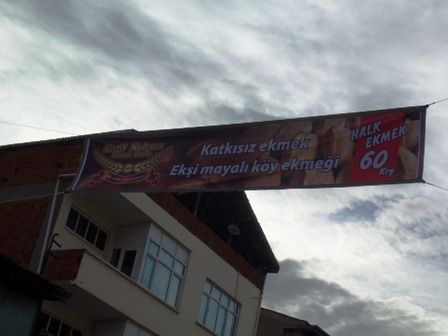 Katkısız ekmek
Ekşi mayalı köy ekmeği
HALK
EKMEK
60
Krş